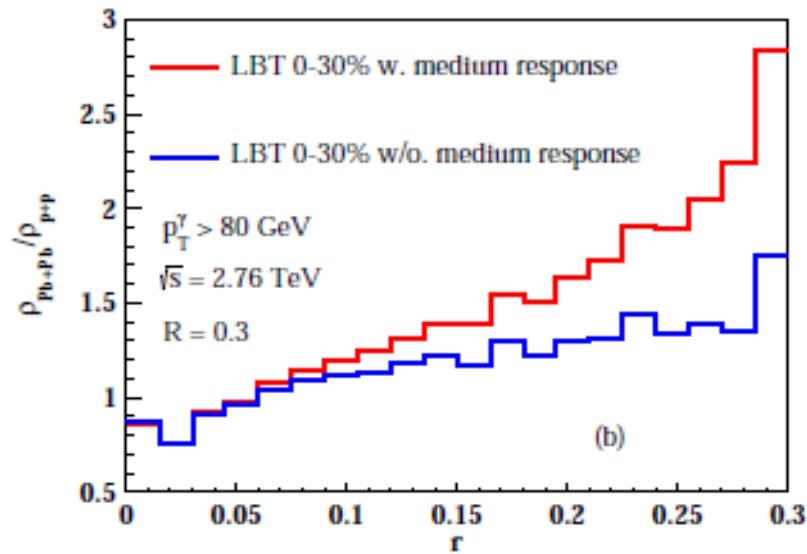 3
LBT 0-30% w. medium response
2.5
LBT 0-30% w/o. medium response
2
p_T^γ > 80 GeV
ρ_Pb+Pb/ρ_p+p
√s = 2.76 TeV
1.5
R = 0.3
1
(b)
0.5
0 0.05 0.1 0.15 0.2 0.25 0.3
r